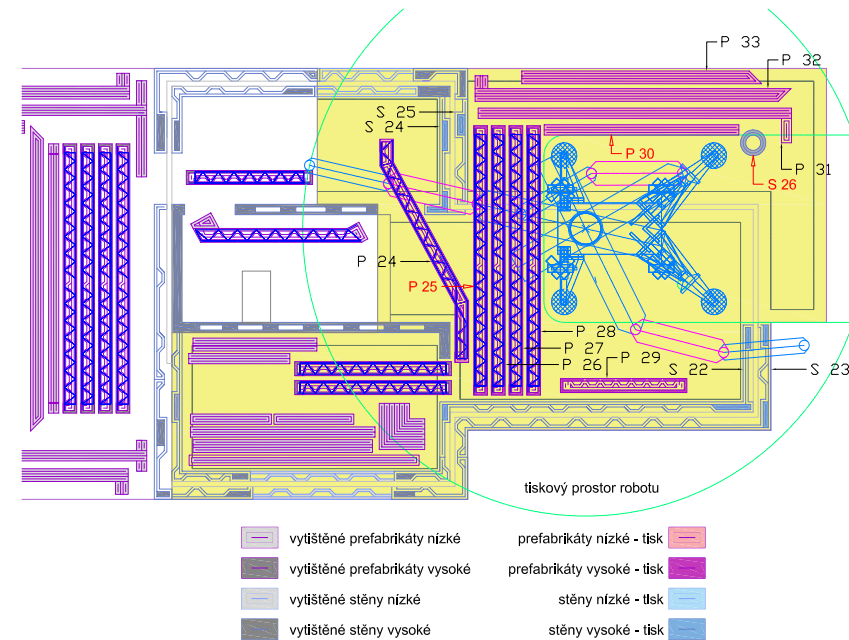 P 33
P 32
S 25
S 24
P 30
P 31
S 26
P 24
P 25
P 28
P 27
P 29
P 26
S 22
S 23
tiskový prostor robotu
vytištěné prefabrikáty nízké
prefabrikáty nízké - tisk
vytištěné prefabrikáty vysoké
prefabrikáty vysoké - tisk
vytištěné stěny nízké
stěny nízké - tlsk
vytištěné stěny vysoké
stěny vysoké - tisk